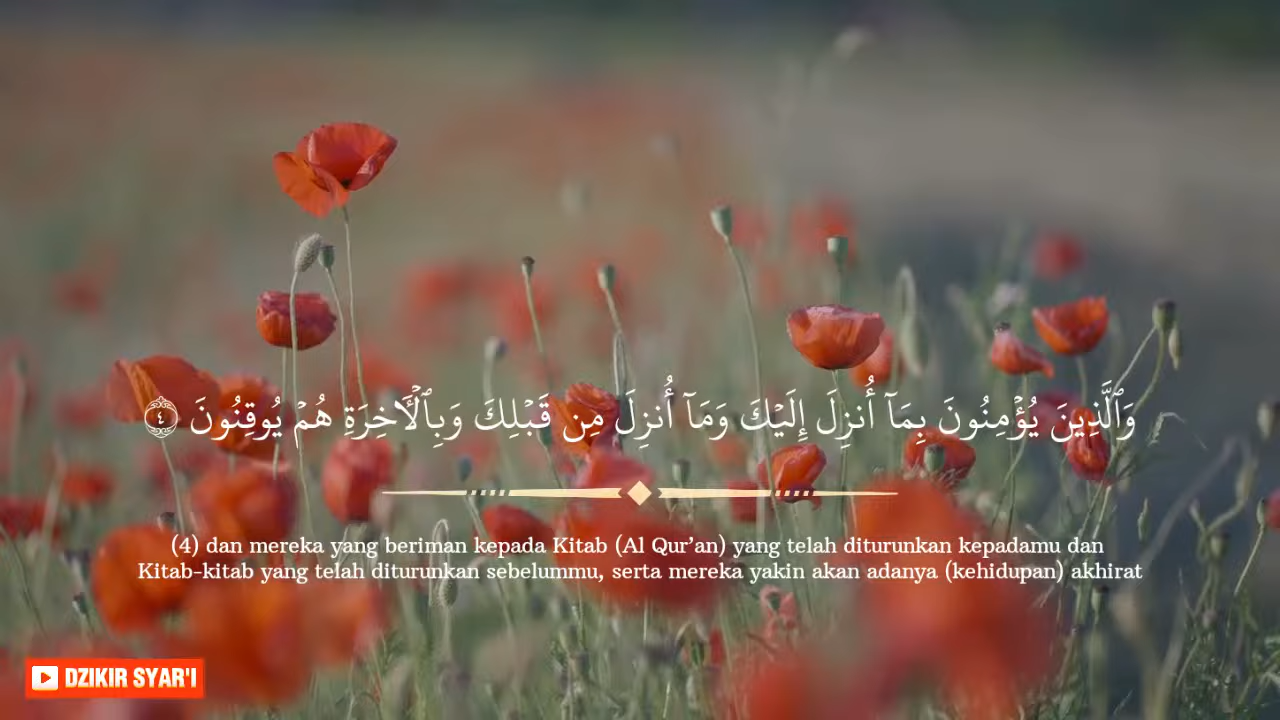 وَٱلَّذِينَ يُؤْمِنُونَ بِمَآ أُنزِلَ إِلَيْكَ وَمَآ أُنزِلَ مِن قَبْلِكَ وَبِٱلْءَاخِرَةِ هُمْ يُوقِنُونَ ٤
(4) dan mereka yang beriman kepada Kitab (Al Qur’an) yang telah diturunkan kepadamu dan
Kitab-kitab yang telah diturunkan sebelummu, serta mereka yakin akan adanya (kehidupan) akhirat
DZIKIR SYAR'I